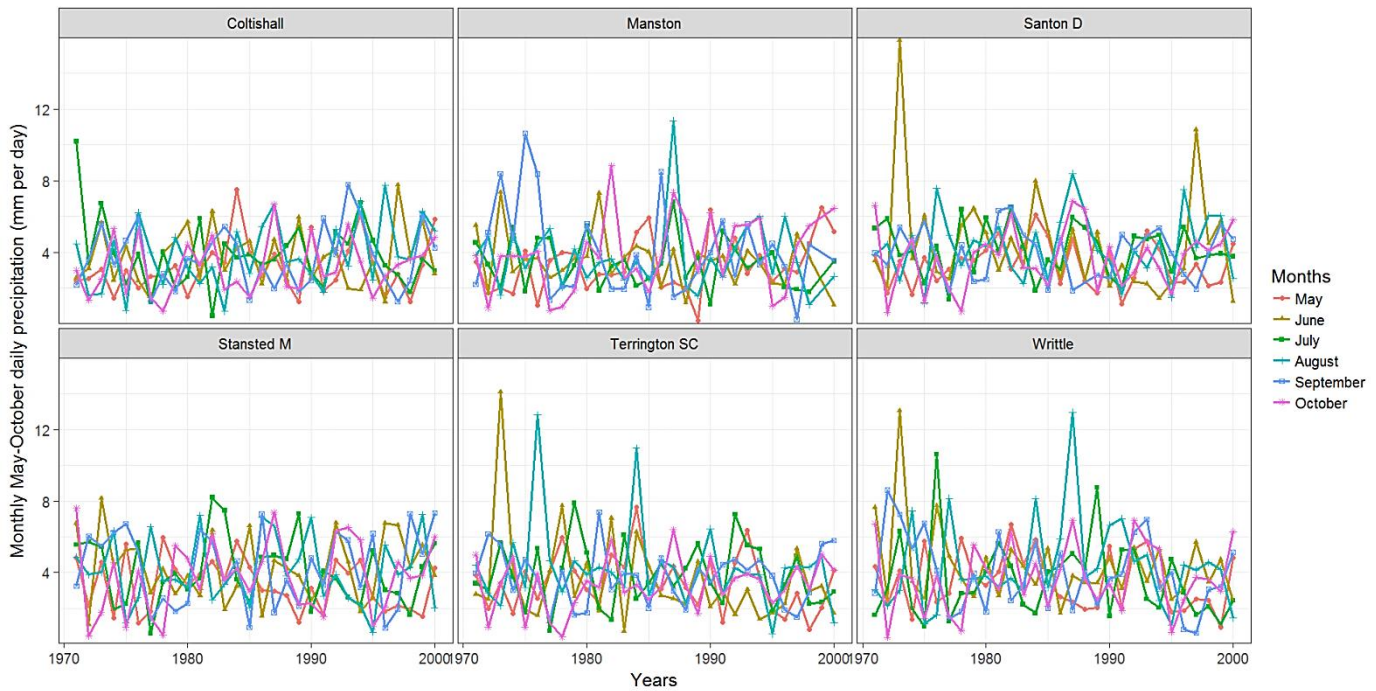 Coltishall
Manston
Santon D
12
8
4
Monthly May-October daily precipitation (mm per day)
Stansted M
Terrington SC
Writtle
12
8
4
1970
1980
1990
2000
1970
1980
1990
2000
1970
1980
1990
2000
Years
Months
May
June
July
August
September
October